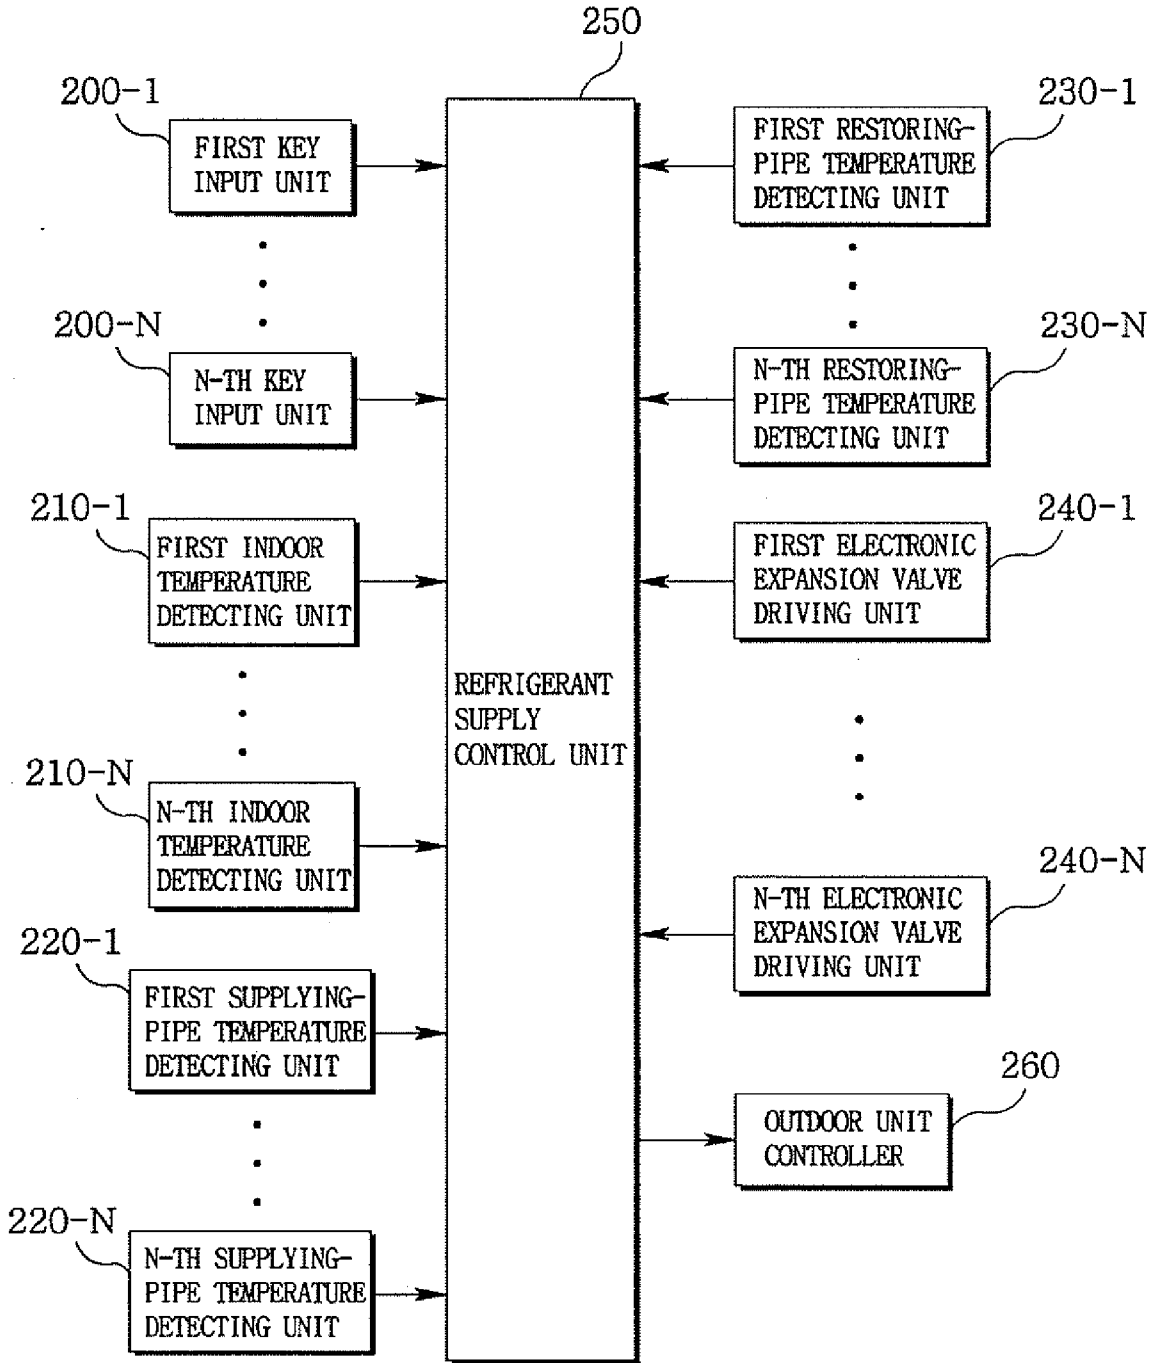 250
200-1
FIRST KEY
INPUT UNIT
200-N
N-TH KEY
INPUT UNIT
210-1
FIRST INDOOR
TEMPERATURE
DETECTING UNIT
210-N
N-TH INDOOR
TEMPERATURE
DETECTING UNIT
220-1
FIRST SUPPLYING-
PIPE TEMPERATURE
DETECTING UNIT
220-N
N-TH SUPPLYING-
PIPE TEMPERATURE
DETECTING UNIT
REFRIGERANT
SUPPLY
CONTROL UNIT
230-1
FIRST RESTORING-
PIPE TEMPERATURE
DETECTING UNIT
230-N
N-TH RESTORING-
PIPE TEMPERATURE
DETECTING UNIT
240-1
FIRST ELECTRONIC
EXPANSION VALVE
DRIVING UNIT
240-N
N-TH ELECTRONIC
EXPANSION VALVE
DRIVING UNIT
260
OUTDOOR UNIT
CONTROLLER